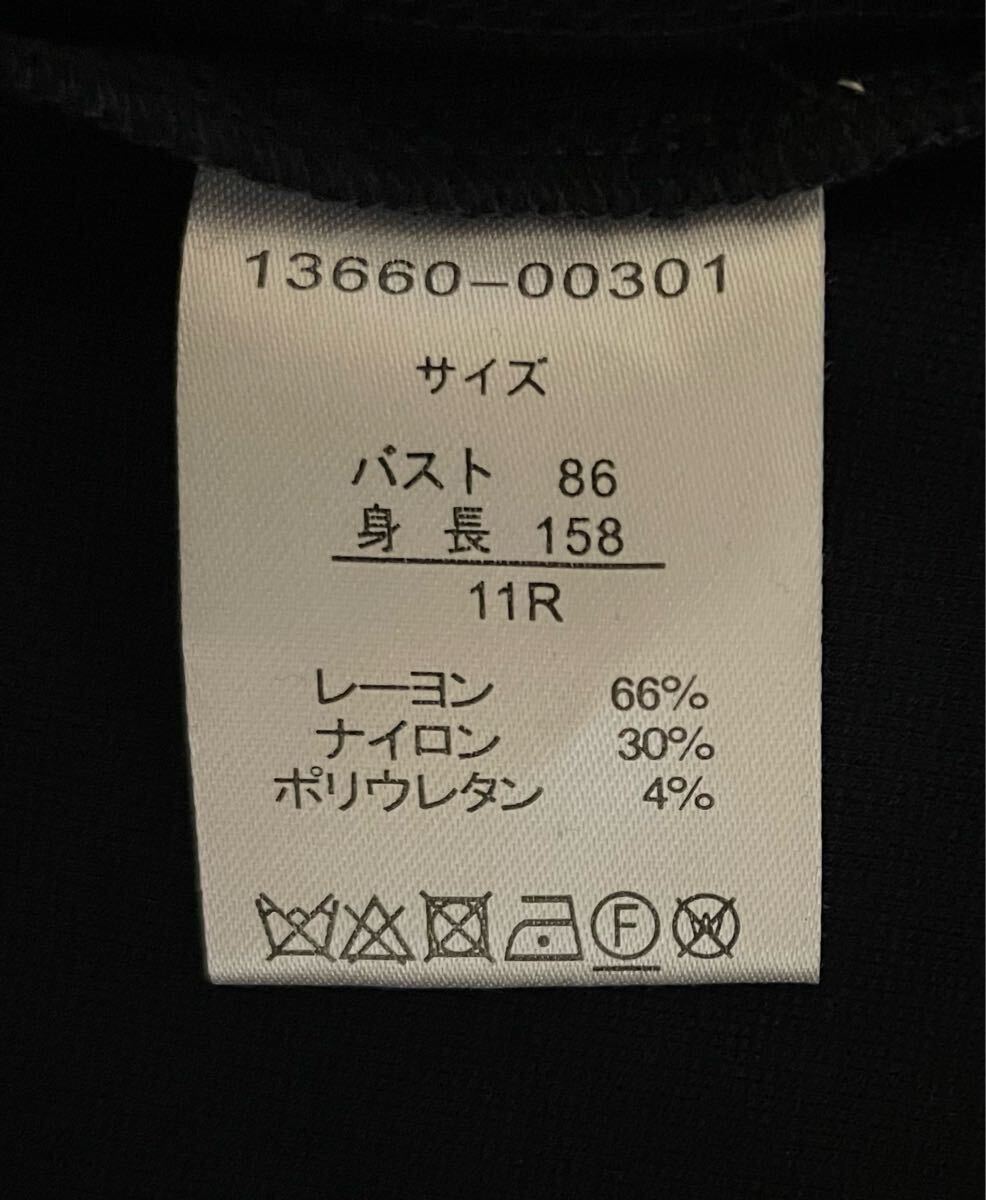 13660-00301
サイズ
バスト 86
身長 158
11R
レーヨン 66%
ナイロン 30%
ポリウレタン 4%
F W